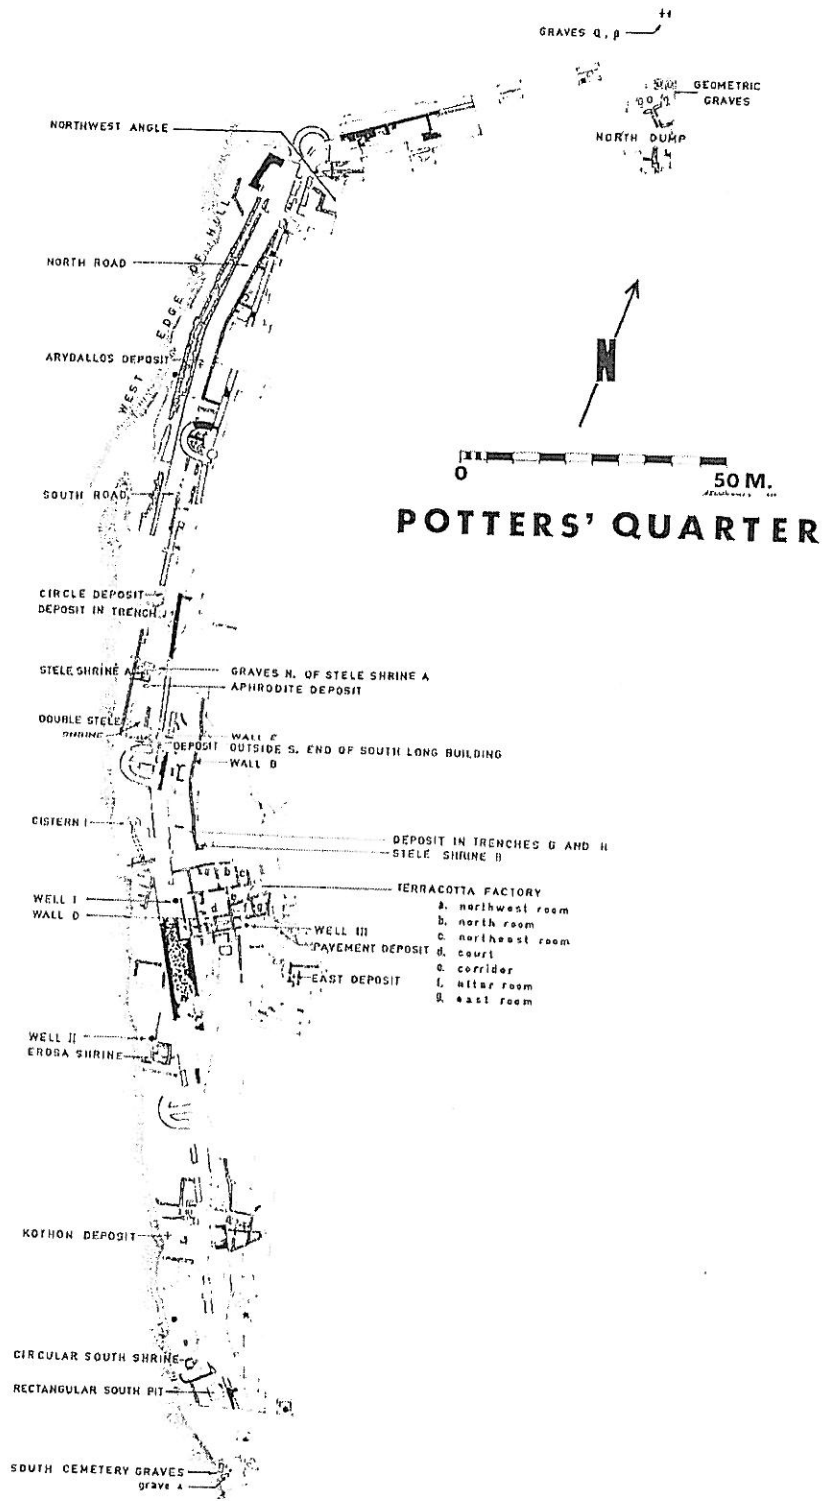 GRAVES α, β
GEOMETRIC
GRAVES
NORTH DUMP
NORTHWEST ANGLE
WEST EDGE OF HILL
NORTH ROAD
ARYDALLOS DEPOSIT
N
0
50 M.
POTTERS' QUARTER
SOUTH ROAD
CIRCLE DEPOSIT
DEPOSIT IN TRENCH J
STELE SHRINE A
GRAVES N. OF STELE SHRINE A
APHRODITE DEPOSIT
DOUBLE STELE
SHRINE
WALL
DEPOSIT OUTSIDE S. END OF SOUTH LONG BUILDING
WALL B
CISTERN I
DEPOSIT IN TRENCHES G AND H
STELE SHRINE B
TERRACOTTA FACTORY
a. northwest room
b. north room
c. northeast room
d. court
e. corridor
f. altar room
g. east room
a b c
d
g
WELL I
WALL D
WELL III
PAVEMENT DEPOSIT
EAST DEPOSIT
WELL II
EROSA SHRINE
KOTHON DEPOSIT
CIRCULAR SOUTH SHRINE
RECTANGULAR SOUTH PIT
SOUTH CEMETERY GRAVES
grave A